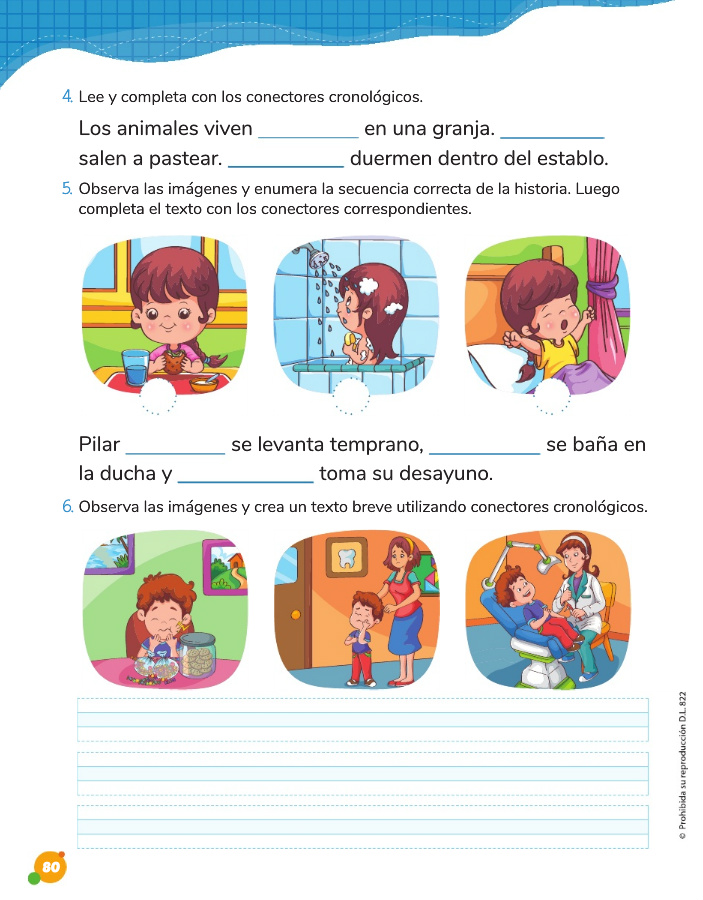 4. Lee y completa con los conectores cronológicos.
Los animales viven __________ en una granja. __________
salen a pastear. __________ duermen dentro del establo.
5. Observa las imágenes y enumera la secuencia correcta de la historia. Luego
completa el texto con los conectores correspondientes.
Pilar __________ se levanta temprano, __________ se baña en
la ducha y __________ toma su desayuno.
6. Observa las imágenes y crea un texto breve utilizando conectores cronológicos.
© Prohibida su reproducción D.L. 822
80